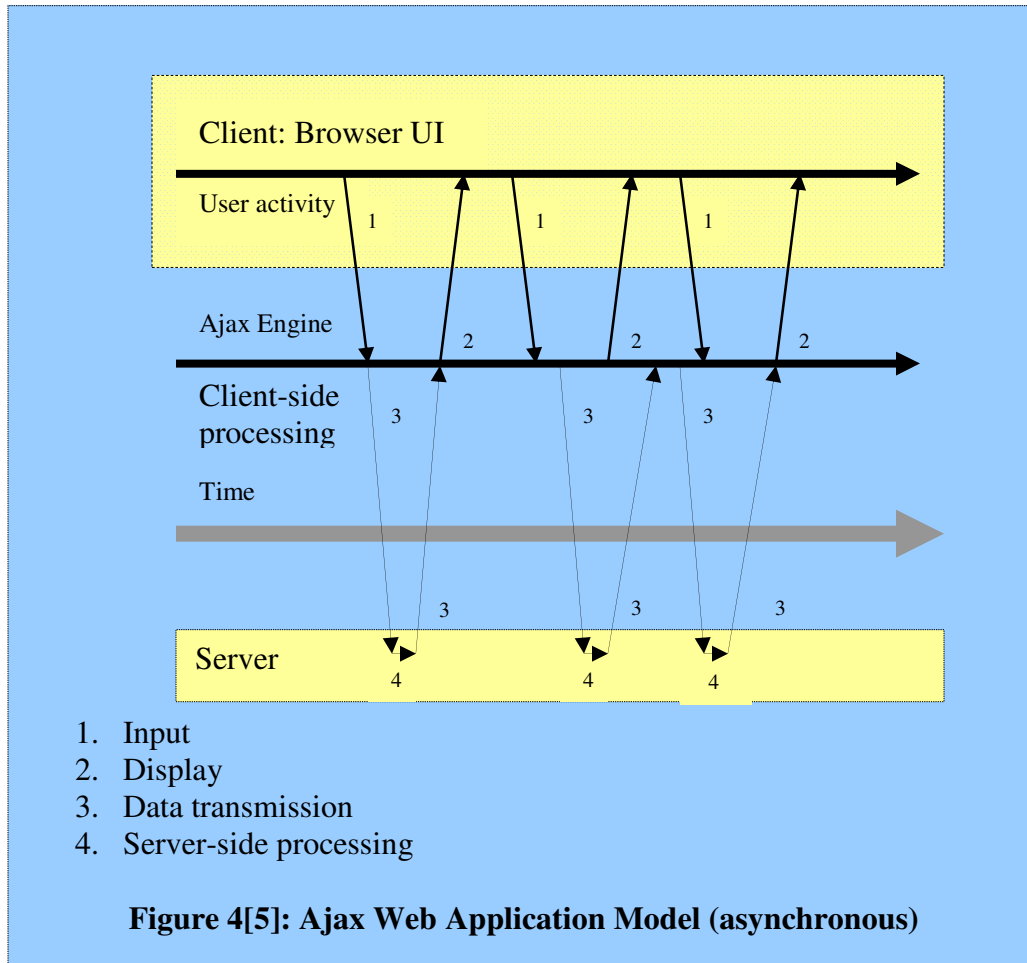 Client: Browser UI
User activity
1
1
1
Ajax Engine
2
2
2
Client-side
processing
3
3
3
Time
3
3
3
Server
4
4
4
1. Input
2. Display
3. Data transmission
4. Server-side processing
Figure 4[5]: Ajax Web Application Model (asynchronous)